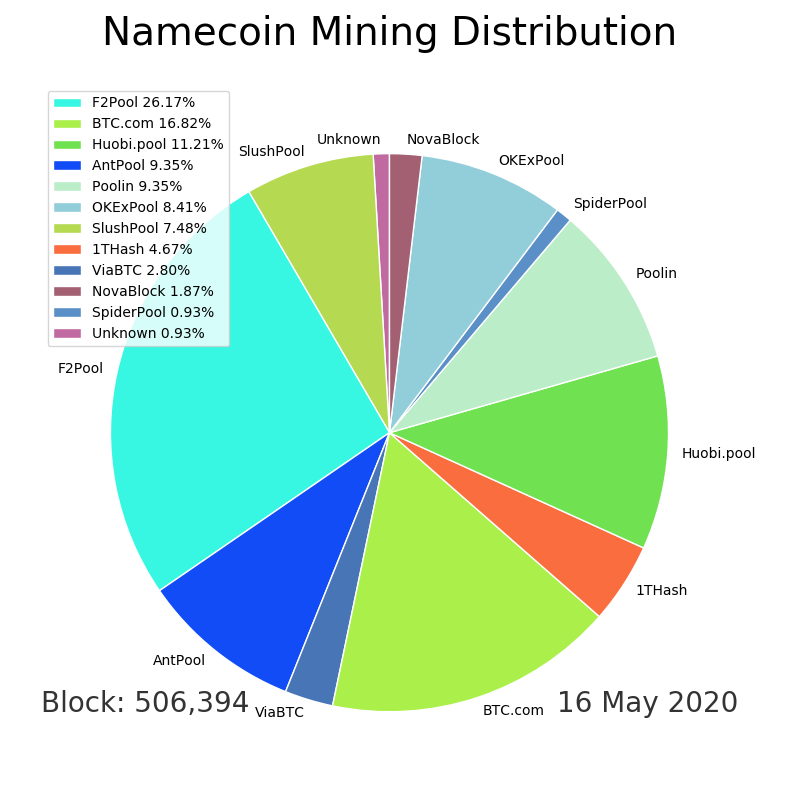 Namecoin Mining Distribution
F2Pool 26.17%
BTC.com 16.82%
Huobi.pool 11.21%
AntPool 9.35%
Poolin 9.35%
OKExPool 8.41%
SlushPool 7.48%
1THash 4.67%
ViaBTC 2.80%
NovaBlock 1.87%
SpiderPool 0.93%
Unknown 0.93%
Unknown
NovaBlock
SlushPool
OKExPool
SpiderPool
Poolin
F2Pool
Huobi.pool
1THash
AntPool
ViaBTC
BTC.com
Block: 506,394
16 May 2020